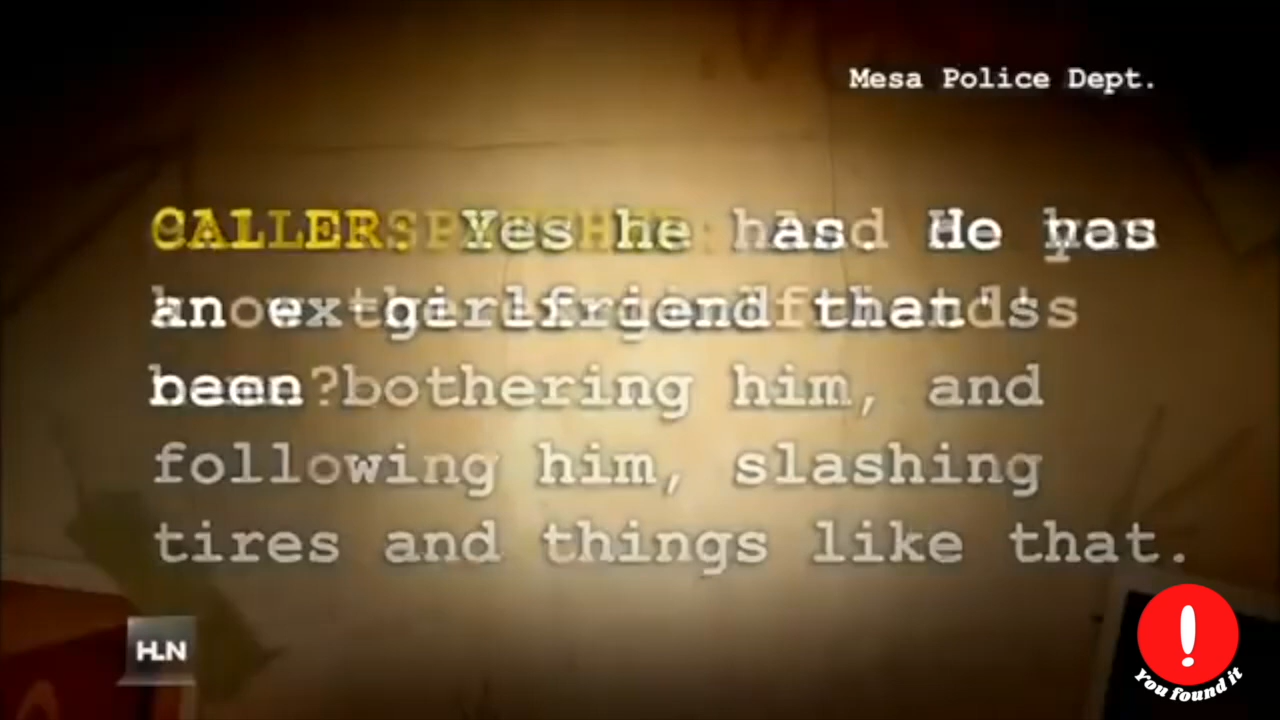 Mesa Police Dept.
CALLER: Yes he has. He has
an ex-girlfriend that's
been bothering him, and
following him, slashing
tires and things like that.
HLN
!
You found it